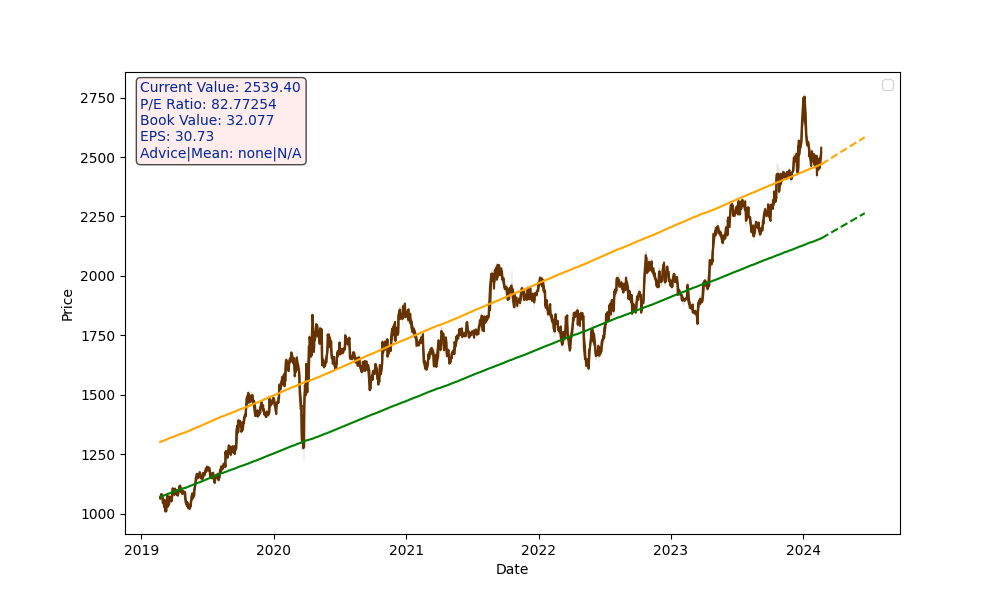 Current Value: 2539.40
P/E Ratio: 82.77254
Book Value: 32.077
EPS: 30.73
Advice|Mean: none|N/A
2750
2500
2250
2000
1750
1500
1250
1000
Price
2019 2020 2021 2022 2023 2024
Date